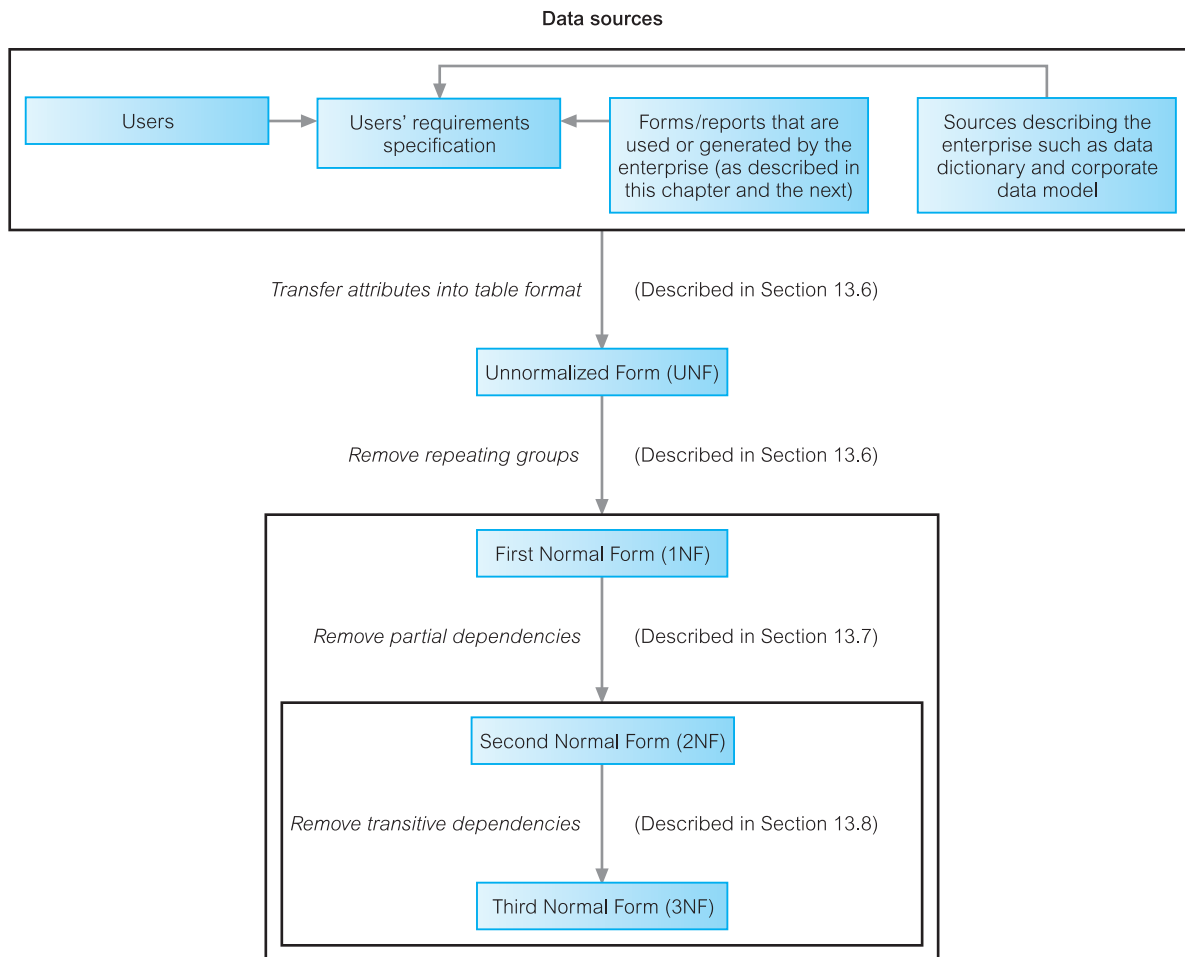 Data sources
Users
Users' requirements
specification
Forms/reports that are
used or generated by the
enterprise (as described in
this chapter and the next)
Sources describing the
enterprise such as data
dictionary and corporate
data model
Transfer attributes into table format
(Described in Section 13.6)
Unnormalized Form (UNF)
Remove repeating groups
(Described in Section 13.6)
First Normal Form (1NF)
Remove partial dependencies
(Described in Section 13.7)
Second Normal Form (2NF)
Remove transitive dependencies
(Described in Section 13.8)
Third Normal Form (3NF)